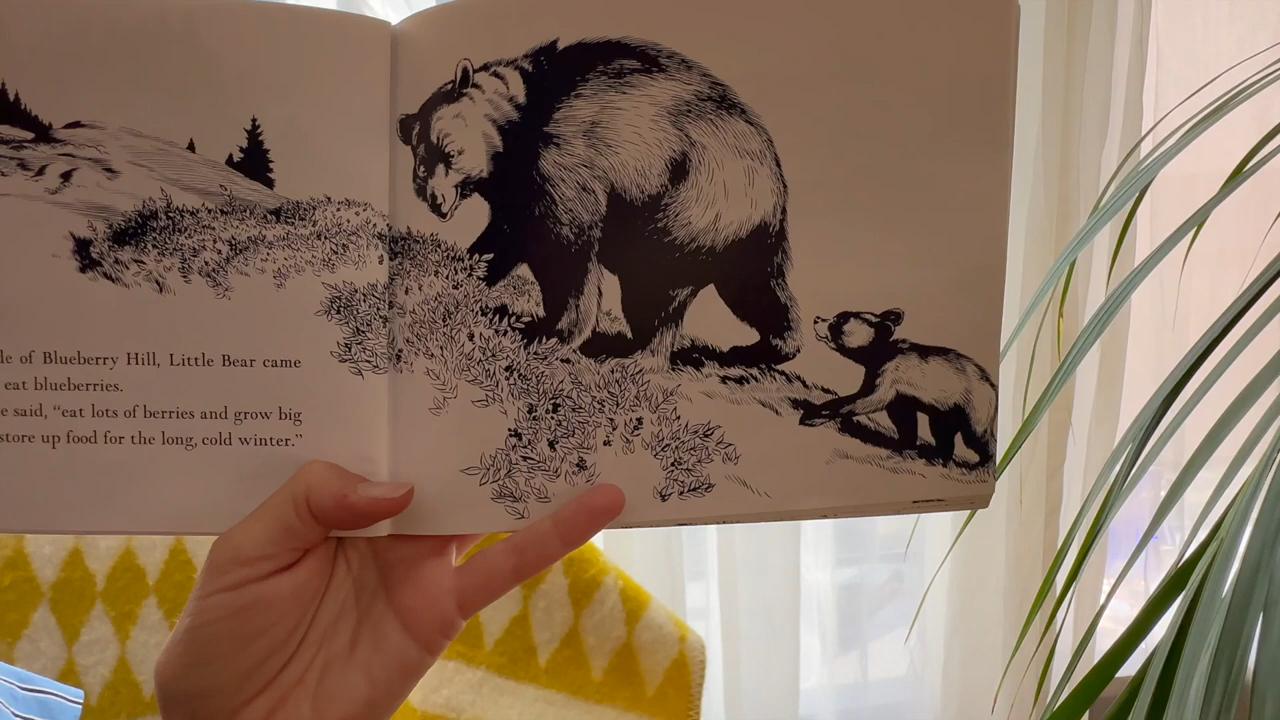 le of Blueberry Hill, Little Bear came
eat blueberries.
e said, “eat lots of berries and grow big
store up food for the long, cold winter.”